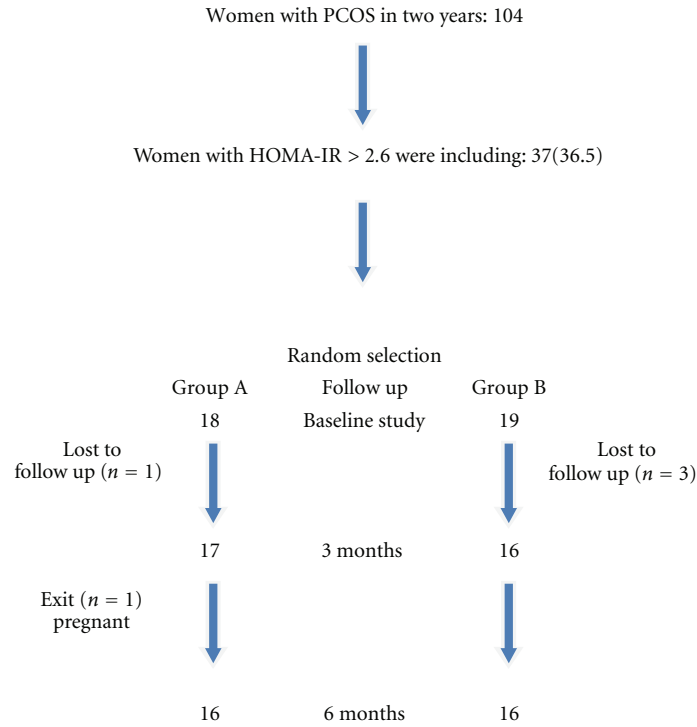 Women with PCOS in two years: 104
Women with HOMA-IR > 2.6 were including: 37(36.5)
Random selection
Group A Follow up Group B
18 Baseline study 19
Lost to
follow up (n = 1)
Lost to
follow up (n = 3)
17 3 months 16
Exit (n = 1)
pregnant
16 6 months 16